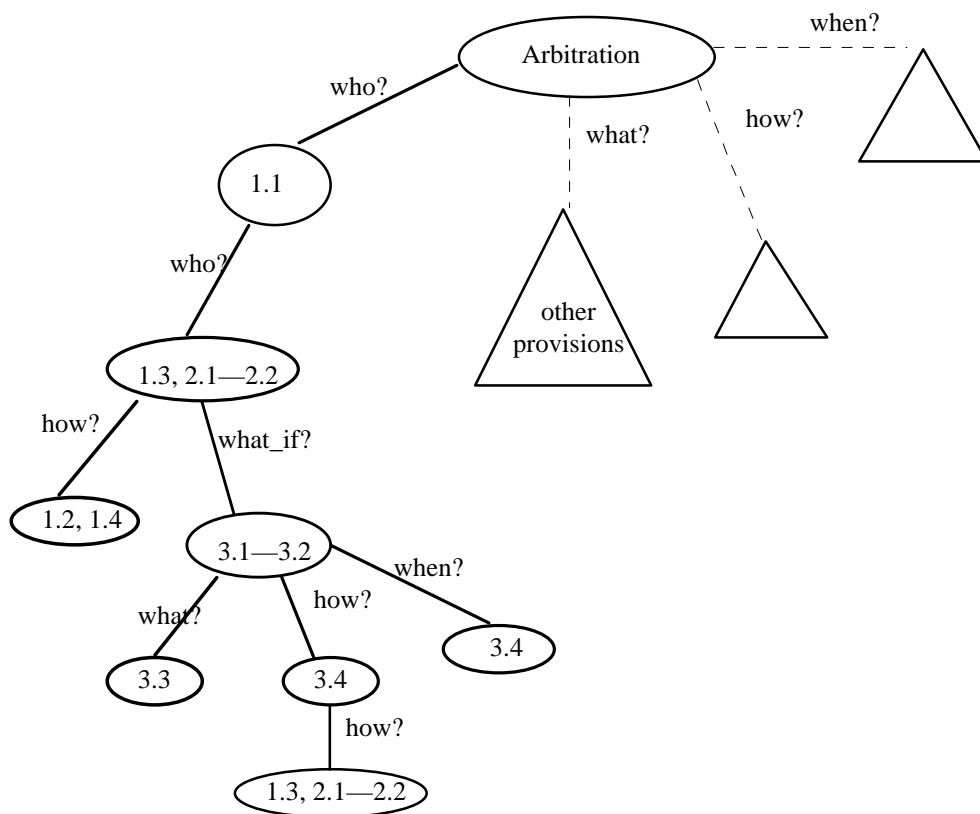 when?
Arbitration
who?
how?
what?
1.1
who?
other
provisions
1.3, 2.1—2.2
how?
what_if?
1.2, 1.4
3.1—3.2
when?
how?
what?
3.4
3.3
3.4
how?
1.3, 2.1—2.2